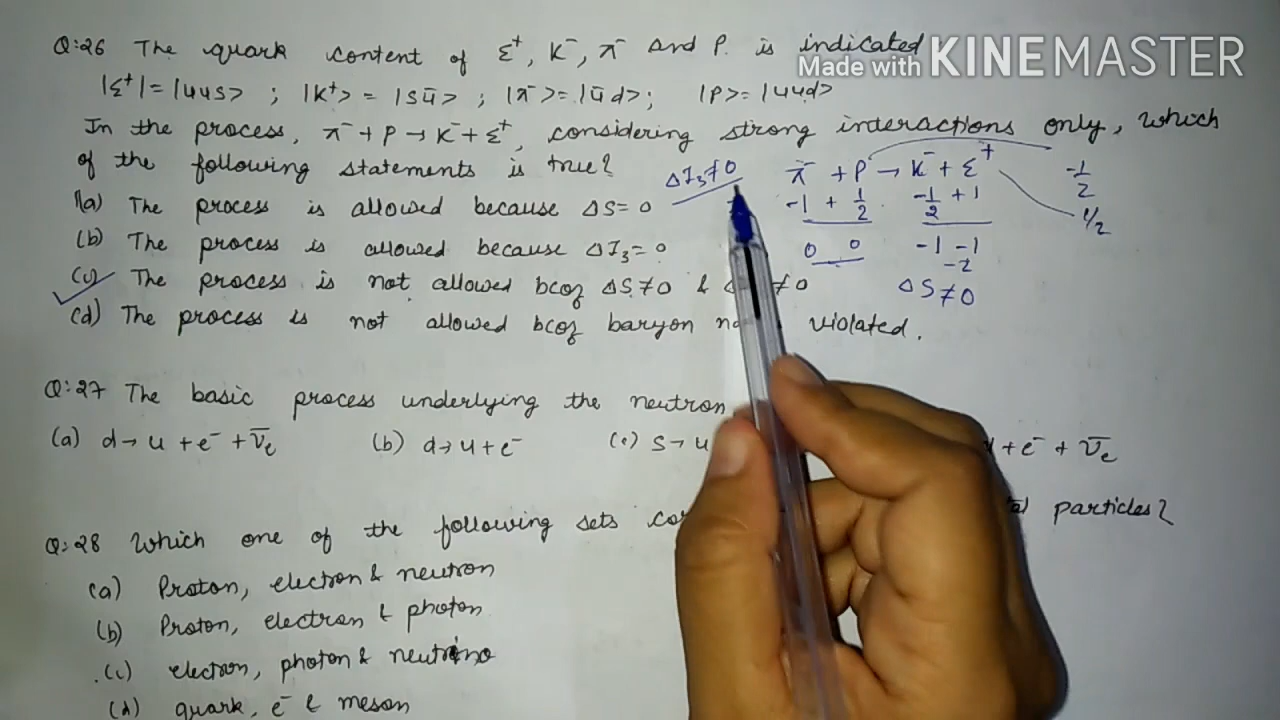 Made with KINEMASTER
Q:26 The quark content of Σ⁺, K⁻, π⁻ and P. is indicated
|Σ⁺| = |uus> ; |K⁺> = |sū> ; |π⁻> = |ūd> ; |P> = |uud>
In the process, π⁻ + P → K⁻ + Σ⁺, considering strong interactions only, which
of the following statements is true?
(a) The process is allowed because ΔS = 0
(b) The process is allowed because ΔI₃ = 0
(c) The process is not allowed bcoz ΔS ≠ 0 & ≠ 0
(d) The process is not allowed bcoz baryon violated.
ΔI₃ ≠ 0
π⁻ + P → K⁻ + Σ⁺
-1 + 1/2 -1/2 + 1
0 0 -1 -1
-2
ΔS ≠ 0
-1/2
1/2
Q:27 The basic process underlying the neutron
(a) d → u + e⁻ + ν̄e (b) d → u + e⁻ (c) s → u + e⁻ + ν̄e
Q:28 Which one of the following sets particles?
(a) Proton, electron & neutron
(b) Proton, electron & photon
(c) electron, photon & neutrino
(d) quark, e⁻ & meson